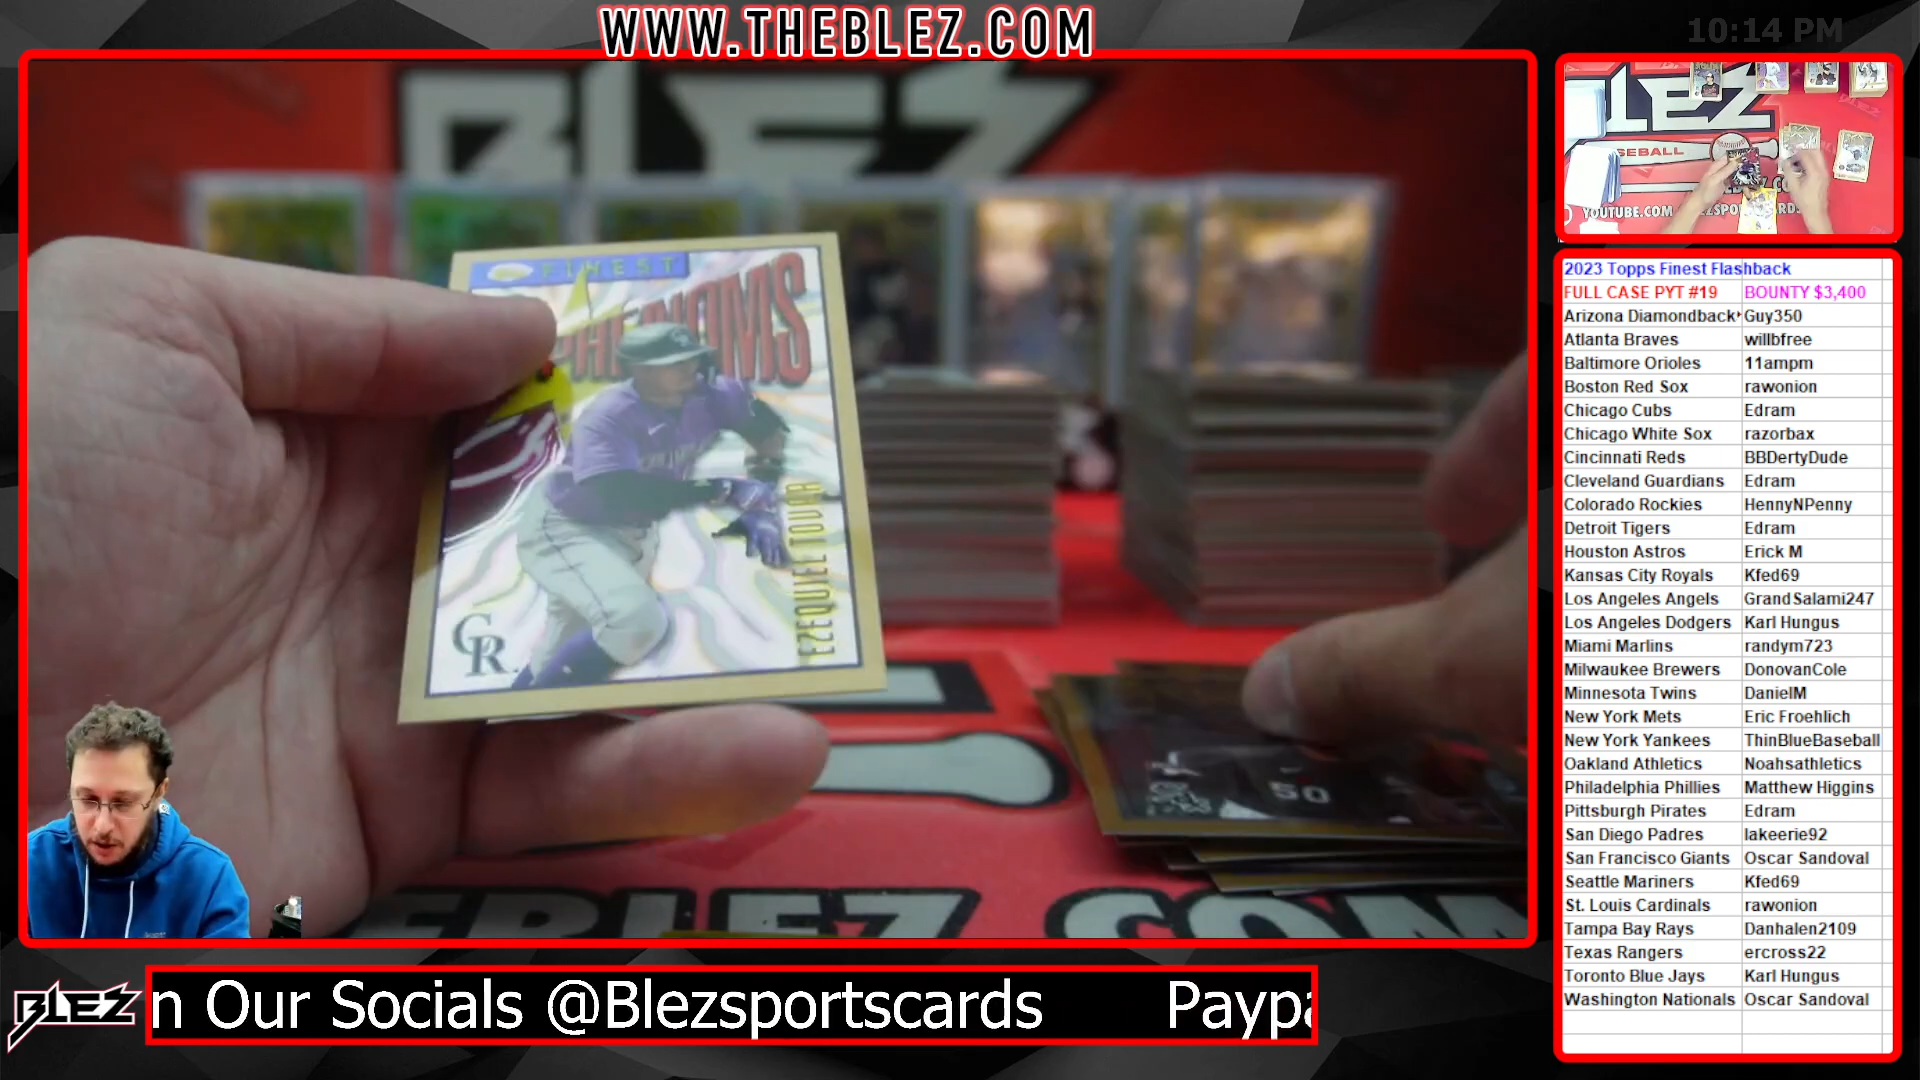 WWW.THEBLEZ.COM
10:14 PM
BLEZ
FINEST
PHENOMS
EZEQUIEL TOVAR
CR
50
LEZ
SEBALL
YOUTUBE.COM
2023 Topps Finest Flashback
FULL CASE PYT #19 BOUNTY $3,400
Arizona Diamondback Guy350
Atlanta Braves willbfree
Baltimore Orioles 11ampm
Boston Red Sox rawonion
Chicago Cubs Edram
Chicago White Sox razorbax
Cincinnati Reds BBDertyDude
Cleveland Guardians Edram
Colorado Rockies HennyNPenny
Detroit Tigers Edram
Houston Astros Erick M
Kansas City Royals Kfed69
Los Angeles Angels GrandSalami247
Los Angeles Dodgers Karl Hungus
Miami Marlins randym723
Milwaukee Brewers DonovanCole
Minnesota Twins DanielM
New York Mets Eric Froehlich
New York Yankees ThinBlueBaseball
Oakland Athletics Noahsathletics
Philadelphia Phillies Matthew Higgins
Pittsburgh Pirates Edram
San Diego Padres lakeerie92
San Francisco Giants Oscar Sandoval
Seattle Mariners Kfed69
St. Louis Cardinals rawonion
Tampa Bay Rays Danhalen2109
Texas Rangers ercross22
Toronto Blue Jays Karl Hungus
Washington Nationals Oscar Sandoval
BLEZ
n Our Socials @Blezsportscards Paypa